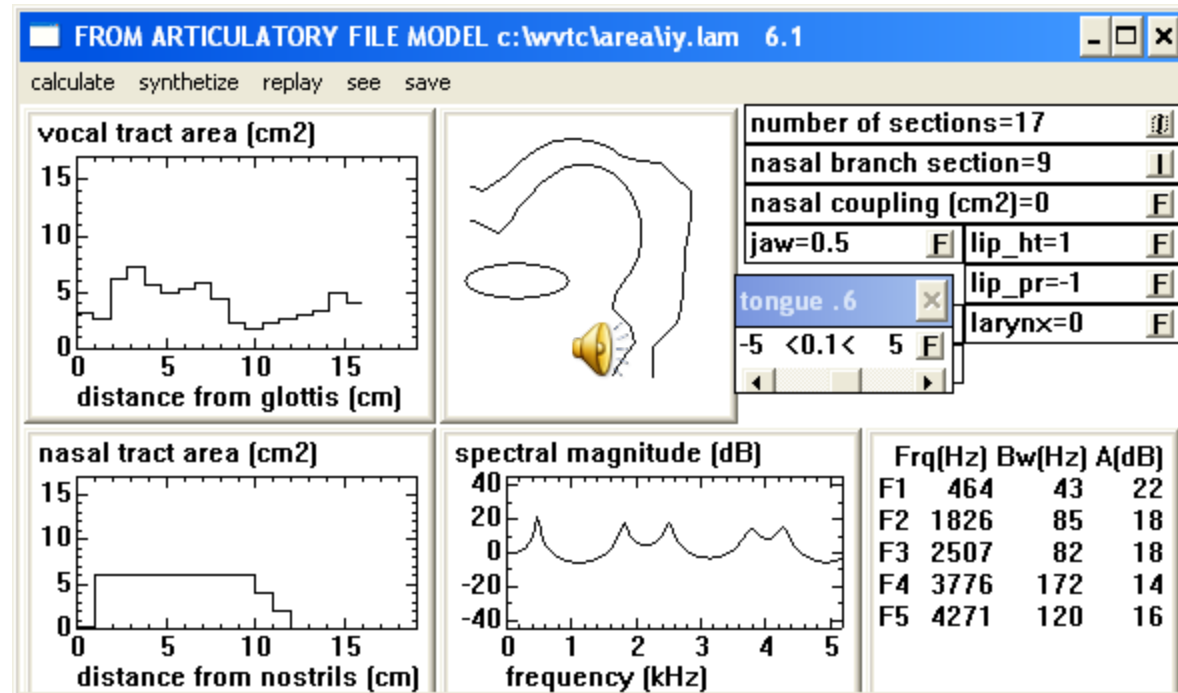 FROM ARTICULATORY FILE MODEL c:\wvtc\area\iy.lam 6.1
calculate synthetize replay see save
vocal tract area (cm2)
15
10
5
0
0 5 10 15
distance from glottis (cm)
number of sections=17
nasal branch section=9 I
nasal coupling (cm2)=0 F
jaw=0.5 F lip_ht=1 F
lip_pr=-1 F
larynx=0 F
tongue .6
-5 <0.1< 5 F
nasal tract area (cm2)
15
10
5
0
0 5 10 15
distance from nostrils (cm)
spectral magnitude (dB)
40
20
0
-20
-40
0 1 2 3 4 5
frequency (kHz)
Frq(Hz) Bw(Hz) A(dB)
F1 464 43 22
F2 1826 85 18
F3 2507 82 18
F4 3776 172 14
F5 4271 120 16